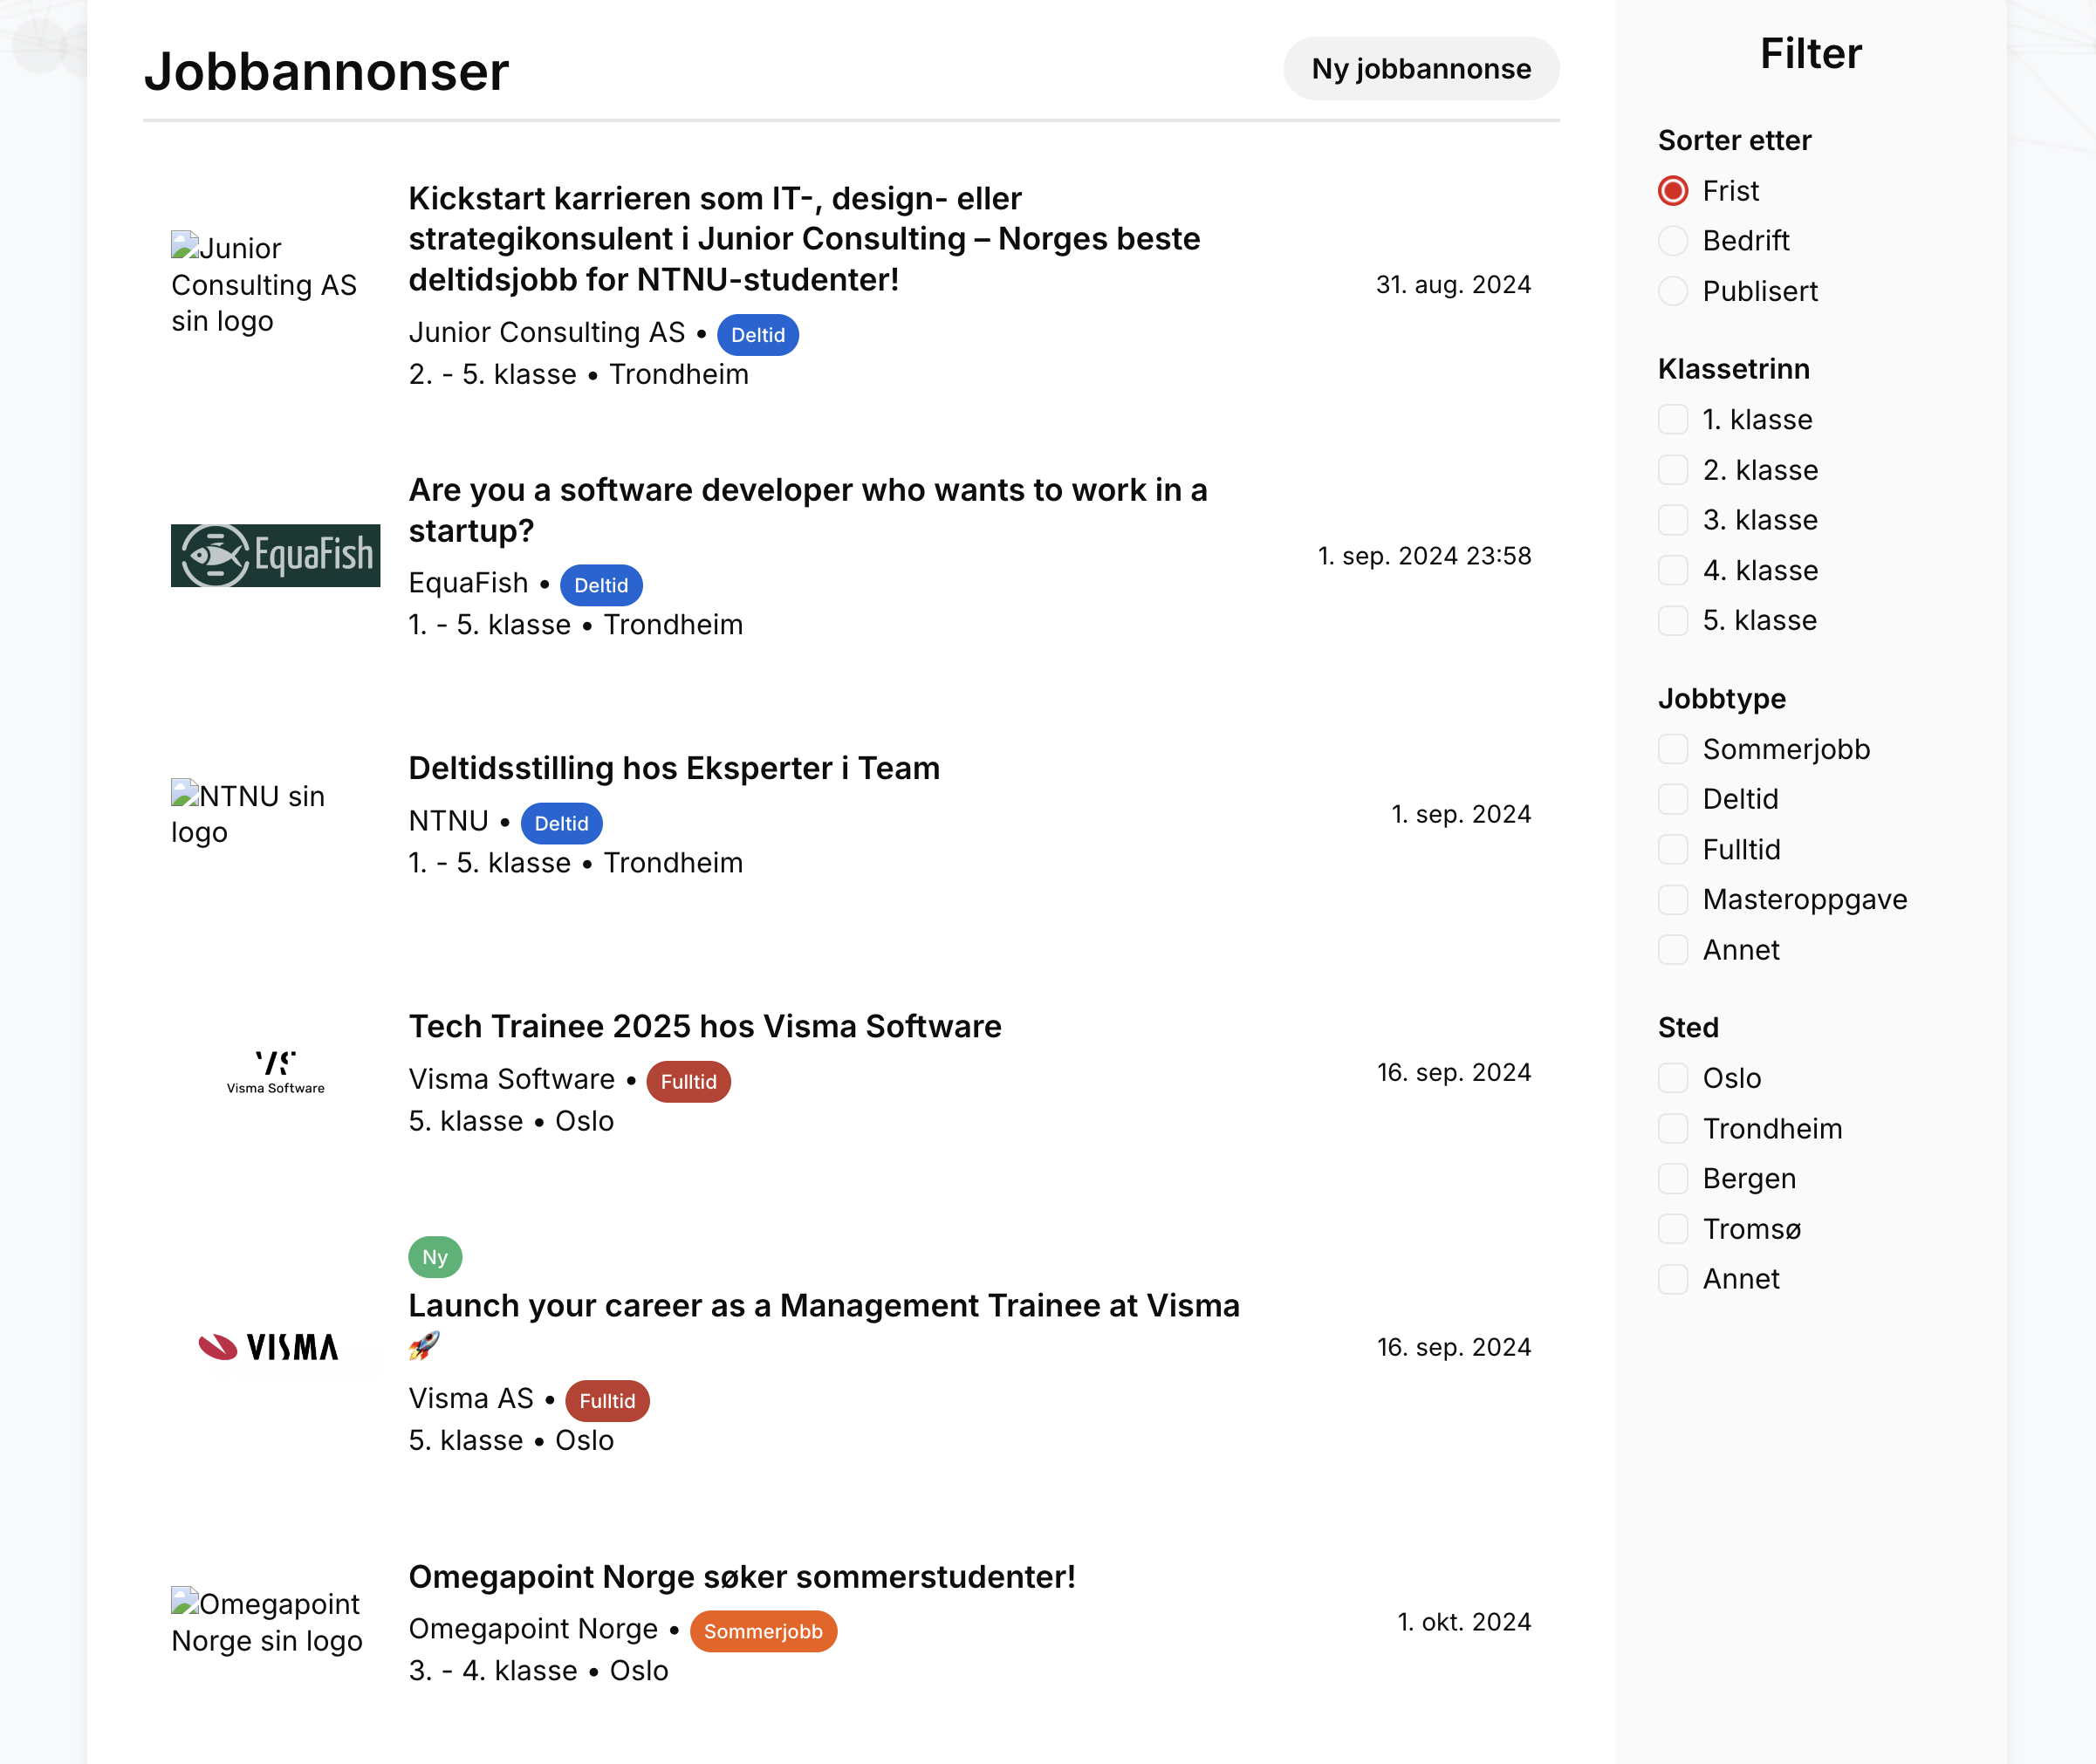 Jobbannonser
Ny jobbannonse
Junior
Consulting AS
sin logo
Kickstart karrieren som IT-, design- eller
strategikonsulent i Junior Consulting – Norges beste
deltidsjobb for NTNU-studenter!
Junior Consulting AS • Deltid
2. - 5. klasse • Trondheim
31. aug. 2024
EquaFish
Are you a software developer who wants to work in a
startup?
EquaFish • Deltid
1. - 5. klasse • Trondheim
1. sep. 2024 23:58
NTNU sin
logo
Deltidsstilling hos Eksperter i Team
NTNU • Deltid
1. - 5. klasse • Trondheim
1. sep. 2024
VS
Visma Software
Tech Trainee 2025 hos Visma Software
Visma Software • Fulltid
5. klasse • Oslo
16. sep. 2024
VISMA
Ny
Launch your career as a Management Trainee at Visma
🚀
Visma AS • Fulltid
5. klasse • Oslo
16. sep. 2024
Omegapoint
Norge sin logo
Omegapoint Norge søker sommerstudenter!
Omegapoint Norge • Sommerjobb
3. - 4. klasse • Oslo
1. okt. 2024
Filter
Sorter etter
Frist
Bedrift
Publisert
Klassetrinn
1. klasse
2. klasse
3. klasse
4. klasse
5. klasse
Jobbtype
Sommerjobb
Deltid
Fulltid
Masteroppgave
Annet
Sted
Oslo
Trondheim
Bergen
Tromsø
Annet